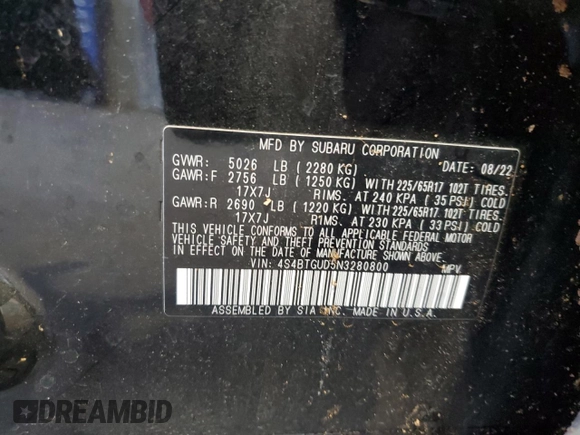 MFD BY SUBARU CORPORATION
GVWR: 5026 LB ( 2280 KG) DATE: 08/22
GAWR:F 2756 LB ( 1250 KG) WITH 225/65R17 102T TIRES.
17X7J RIMS. AT 240 KPA ( 35 PSI) COLD
GAWR:R 2690 LB ( 1220 KG) WITH 225/65R17 102T TIRES.
17X7J RIMS. AT 230 KPA ( 33 PSI) COLD
THIS VEHICLE CONFORMS TO ALL APPLICABLE FEDERAL MOTOR
VEHICLE SAFETY AND THEFT PREVENTION STANDARDS
IN EFFECT ON THE DATE OF MANUFACTURE SHOWN ABOVE.
VIN: 4S4BTGUD5N3280800 MPV
ASSEMBLED BY SIA INC. MADE IN U.S.A.
DREAMBID